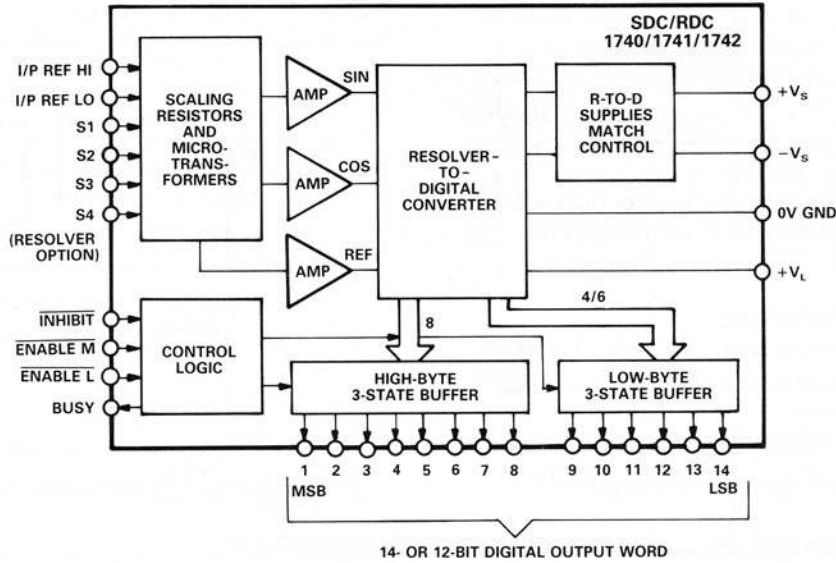 SDC/RDC
1740/1741/1742
I/P REF HI
I/P REF LO
S1
S2
S3
S4
(RESOLVER
OPTION)
SCALING
RESISTORS
AND
MICRO-
TRANS-
FORMERS
AMP
SIN
AMP
COS
AMP
REF
RESOLVER-
TO-
DIGITAL
CONVERTER
R-TO-D
SUPPLIES
MATCH
CONTROL
+VS
-VS
0V GND
+VL
INHIBIT
ENABLE M
ENABLE L
BUSY
CONTROL
LOGIC
8
4/6
HIGH-BYTE
3-STATE BUFFER
LOW-BYTE
3-STATE BUFFER
1 2 3 4 5 6 7 8 9 10 11 12 13 14
MSB LSB
14- OR 12-BIT DIGITAL OUTPUT WORD